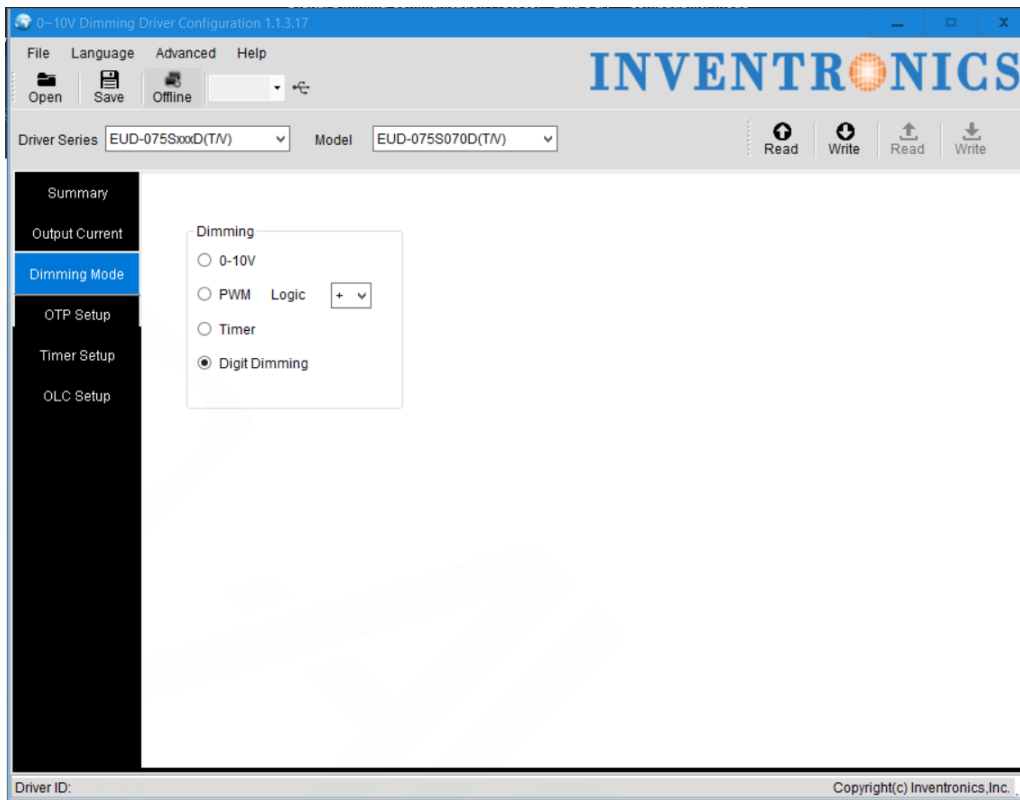 0~10V Dimming Driver Configuration 1.1.3.17
File Language Advanced Help
INVENTRONICS
Open Save Offline
Driver Series EUD-075SxxxD(T/V) Model EUD-075S070D(T/V)
Read Write Read Write
Summary
Output Current
Dimming Mode
OTP Setup
Timer Setup
OLC Setup
Dimming
0-10V
PWM Logic +
Timer
Digit Dimming
Driver ID: Copyright(c) Inventronics,Inc.